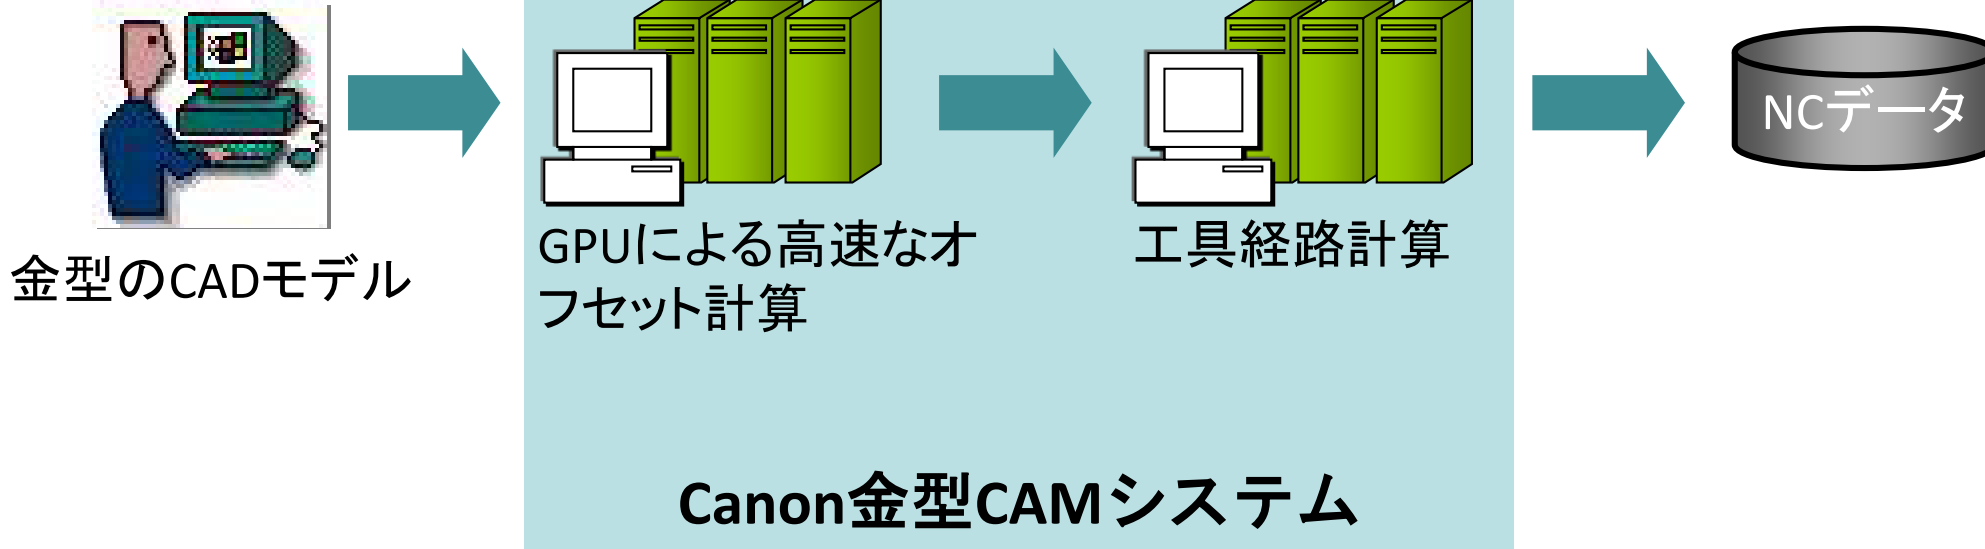 金型のCADモデル
GPUによる高速なオ
フセット計算
工具経路計算
NCデータ
Canon金型CAMシステム